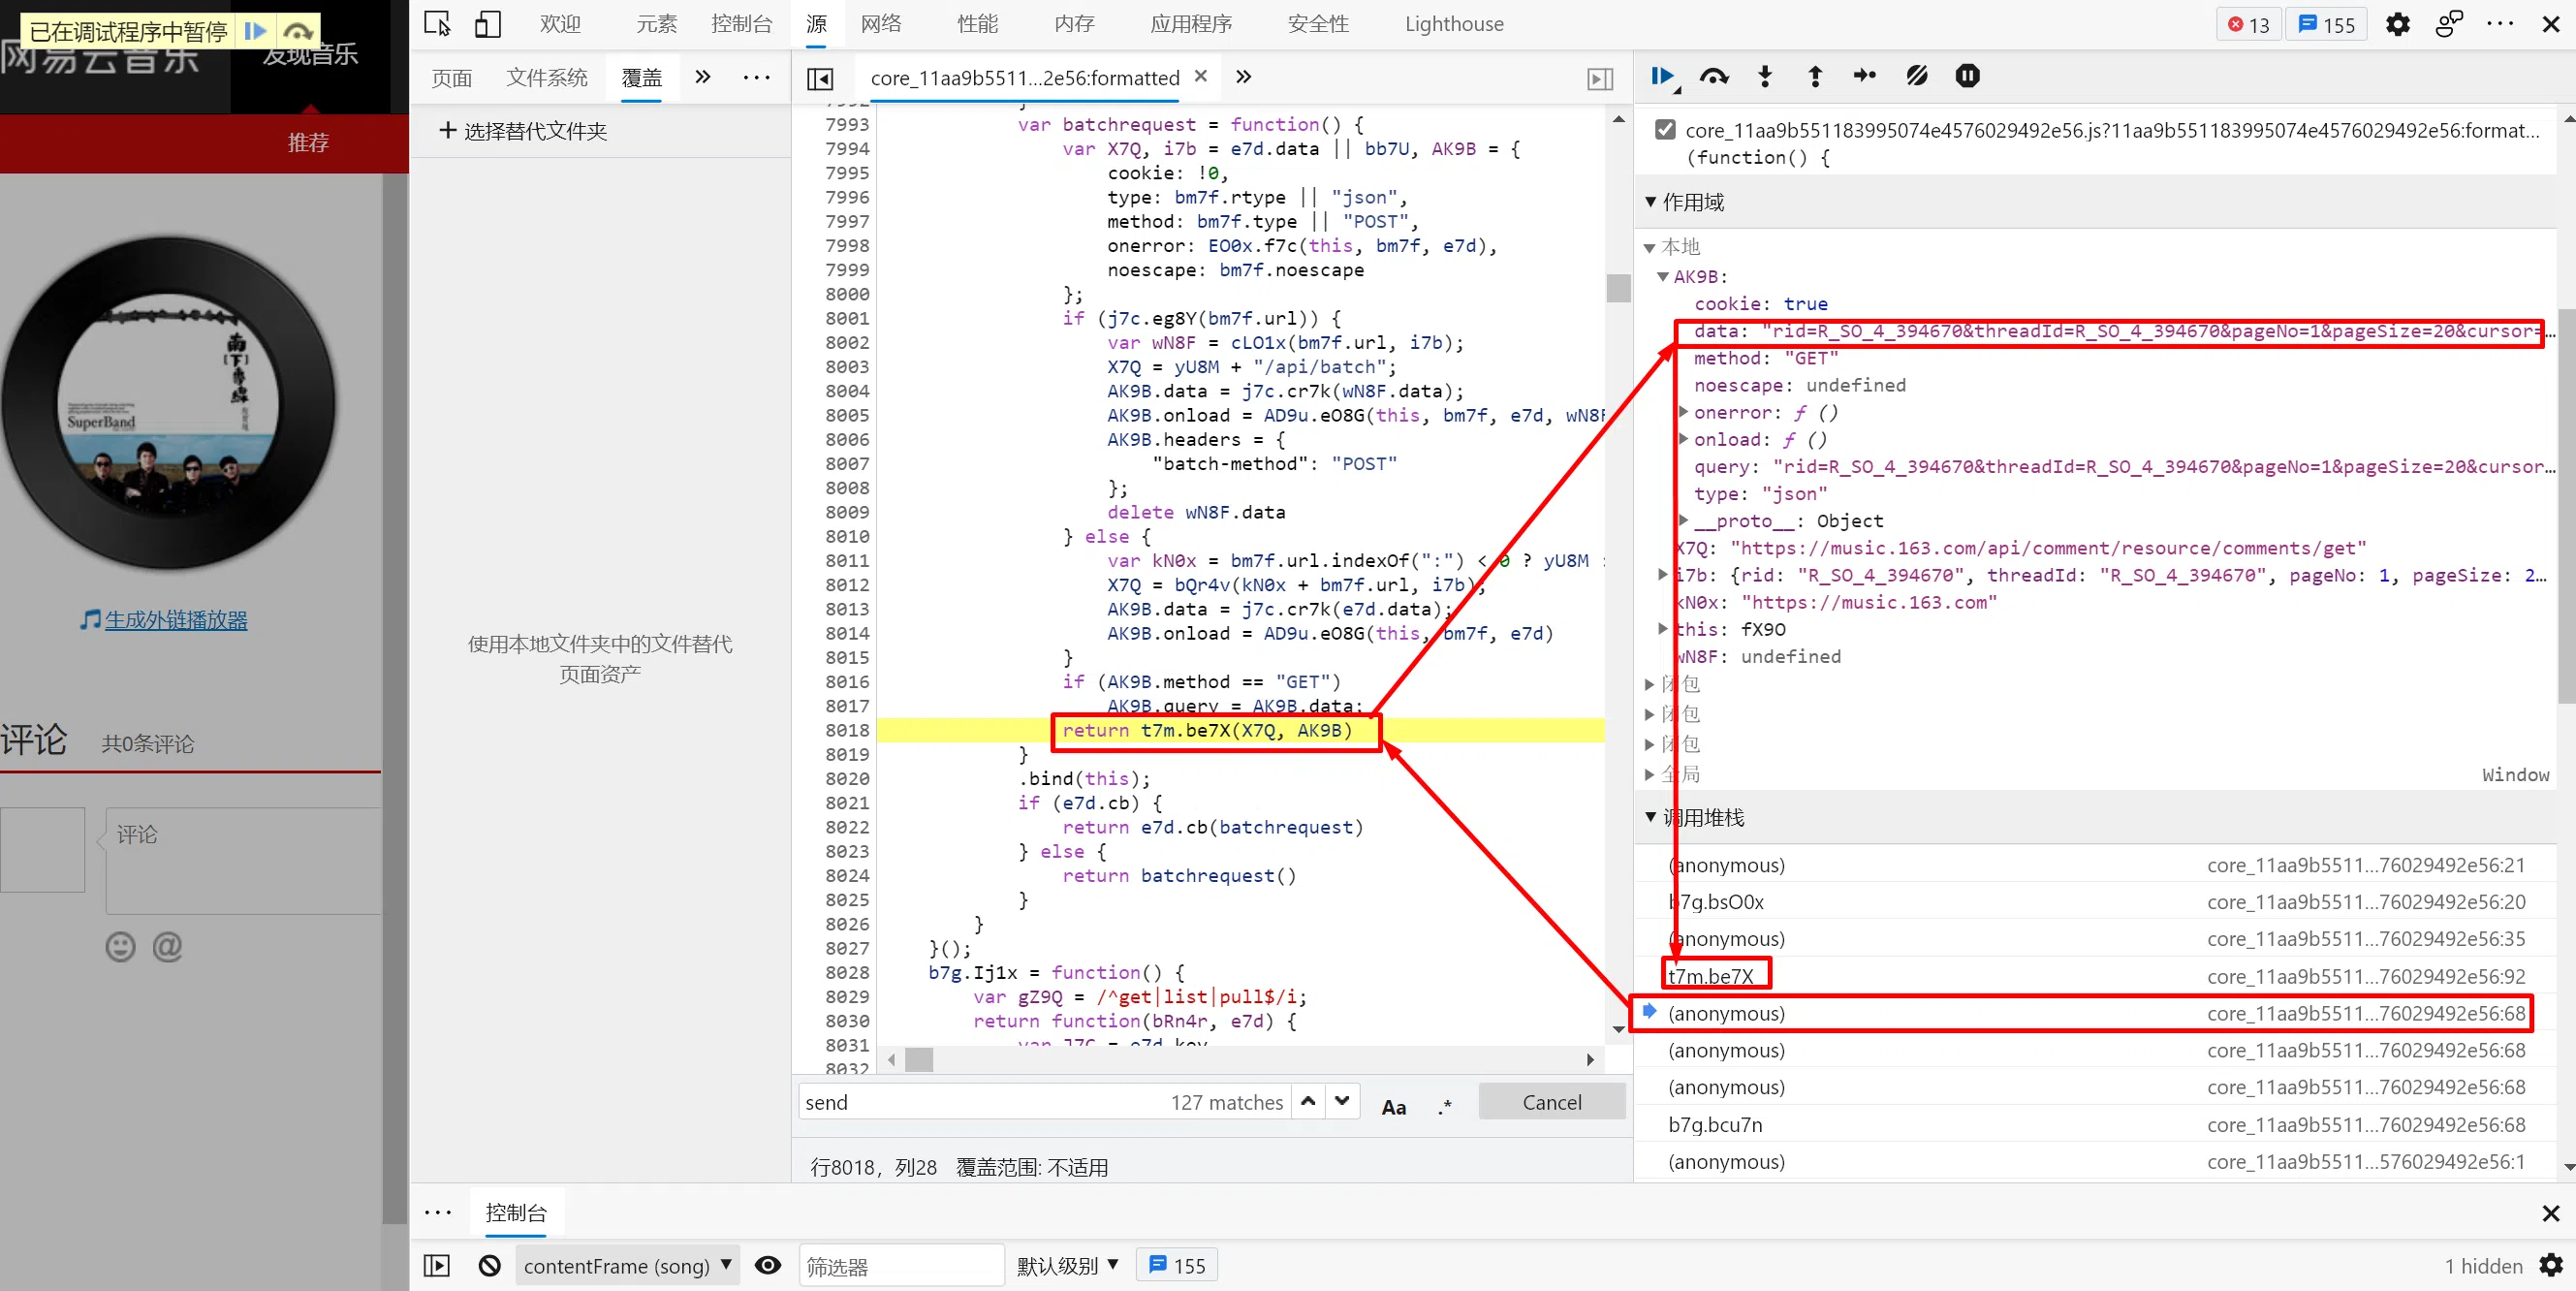 已在调试程序中暂停
网易云音乐
发现音乐
推荐
南下专线
SuperBand
生成外链播放器
评论 共0条评论
评论
欢迎 元素 控制台 源 网络 性能 内存 应用程序 安全性 Lighthouse 13 155
页面 文件系统 覆盖
+ 选择替代文件夹
使用本地文件夹中的文件替代
页面资产
core_11aa9b5511...2e56:formatted
7992 }
7993 var batchrequest = function() {
7994 var X7Q, i7b = e7d.data || bb7U, AK9B = {
7995 cookie: !0,
7996 type: bm7f.rtype || "json",
7997 method: bm7f.type || "POST",
7998 onerror: EO0x.f7c(this, bm7f, e7d),
7999 noescape: bm7f.noescape
8000 };
8001 if (j7c.eg8Y(bm7f.url)) {
8002 var wN8F = cLO1x(bm7f.url, i7b);
8003 X7Q = yU8M + "/api/batch";
8004 AK9B.data = j7c.cr7k(wN8F.data);
8005 AK9B.onload = AD9u.eO8G(this, bm7f, e7d, wN8F
8006 AK9B.headers = {
8007 "batch-method": "POST"
8008 };
8009 delete wN8F.data
8010 } else {
8011 var kN0x = bm7f.url.indexOf(":") < 0 ? yU8M :
8012 X7Q = bQr4v(kN0x + bm7f.url, i7b);
8013 AK9B.data = j7c.cr7k(e7d.data);
8014 AK9B.onload = AD9u.eO8G(this, bm7f, e7d)
8015 }
8016 if (AK9B.method == "GET")
8017 AK9B.query = AK9B.data;
8018 return t7m.be7X(X7Q, AK9B)
8019 }
8020 .bind(this);
8021 if (e7d.cb) {
8022 return e7d.cb(batchrequest)
8023 } else {
8024 return batchrequest()
8025 }
8026 }
8027 }();
8028 b7g.Ij1x = function() {
8029 var gZ9Q = /^get|list|pull$/i;
8030 return function(bRn4r, e7d) {
8031 var J7C = e7d.key
8032
send 127 matches Aa .* Cancel
行8018，列28 覆盖范围: 不适用
core_11aa9b551183995074e4576029492e56.js?11aa9b551183995074e4576029492e56:format...
(function() {
作用域
本地
AK9B:
cookie: true
data: "rid=R_SO_4_394670&threadId=R_SO_4_394670&pageNo=1&pageSize=20&cursor=...
method: "GET"
noescape: undefined
onerror: ƒ ()
onload: ƒ ()
query: "rid=R_SO_4_394670&threadId=R_SO_4_394670&pageNo=1&pageSize=20&cursor...
type: "json"
__proto__: Object
X7Q: "https://music.163.com/api/comment/resource/comments/get"
i7b: {rid: "R_SO_4_394670", threadId: "R_SO_4_394670", pageNo: 1, pageSize: 2...
kN0x: "https://music.163.com"
this: fX9O
wN8F: undefined
闭包
闭包
闭包
全局 Window
调用堆栈
(anonymous) core_11aa9b5511...76029492e56:21
b7g.bsO0x core_11aa9b5511...76029492e56:20
(anonymous) core_11aa9b5511...76029492e56:35
t7m.be7X core_11aa9b5511...76029492e56:92
(anonymous) core_11aa9b5511...76029492e56:68
(anonymous) core_11aa9b5511...76029492e56:68
(anonymous) core_11aa9b5511...76029492e56:68
b7g.bcu7n core_11aa9b5511...76029492e56:68
(anonymous) core_11aa9b5511...576029492e56:1
控制台
contentFrame (song) 筛选器 默认级别 155 1 hidden